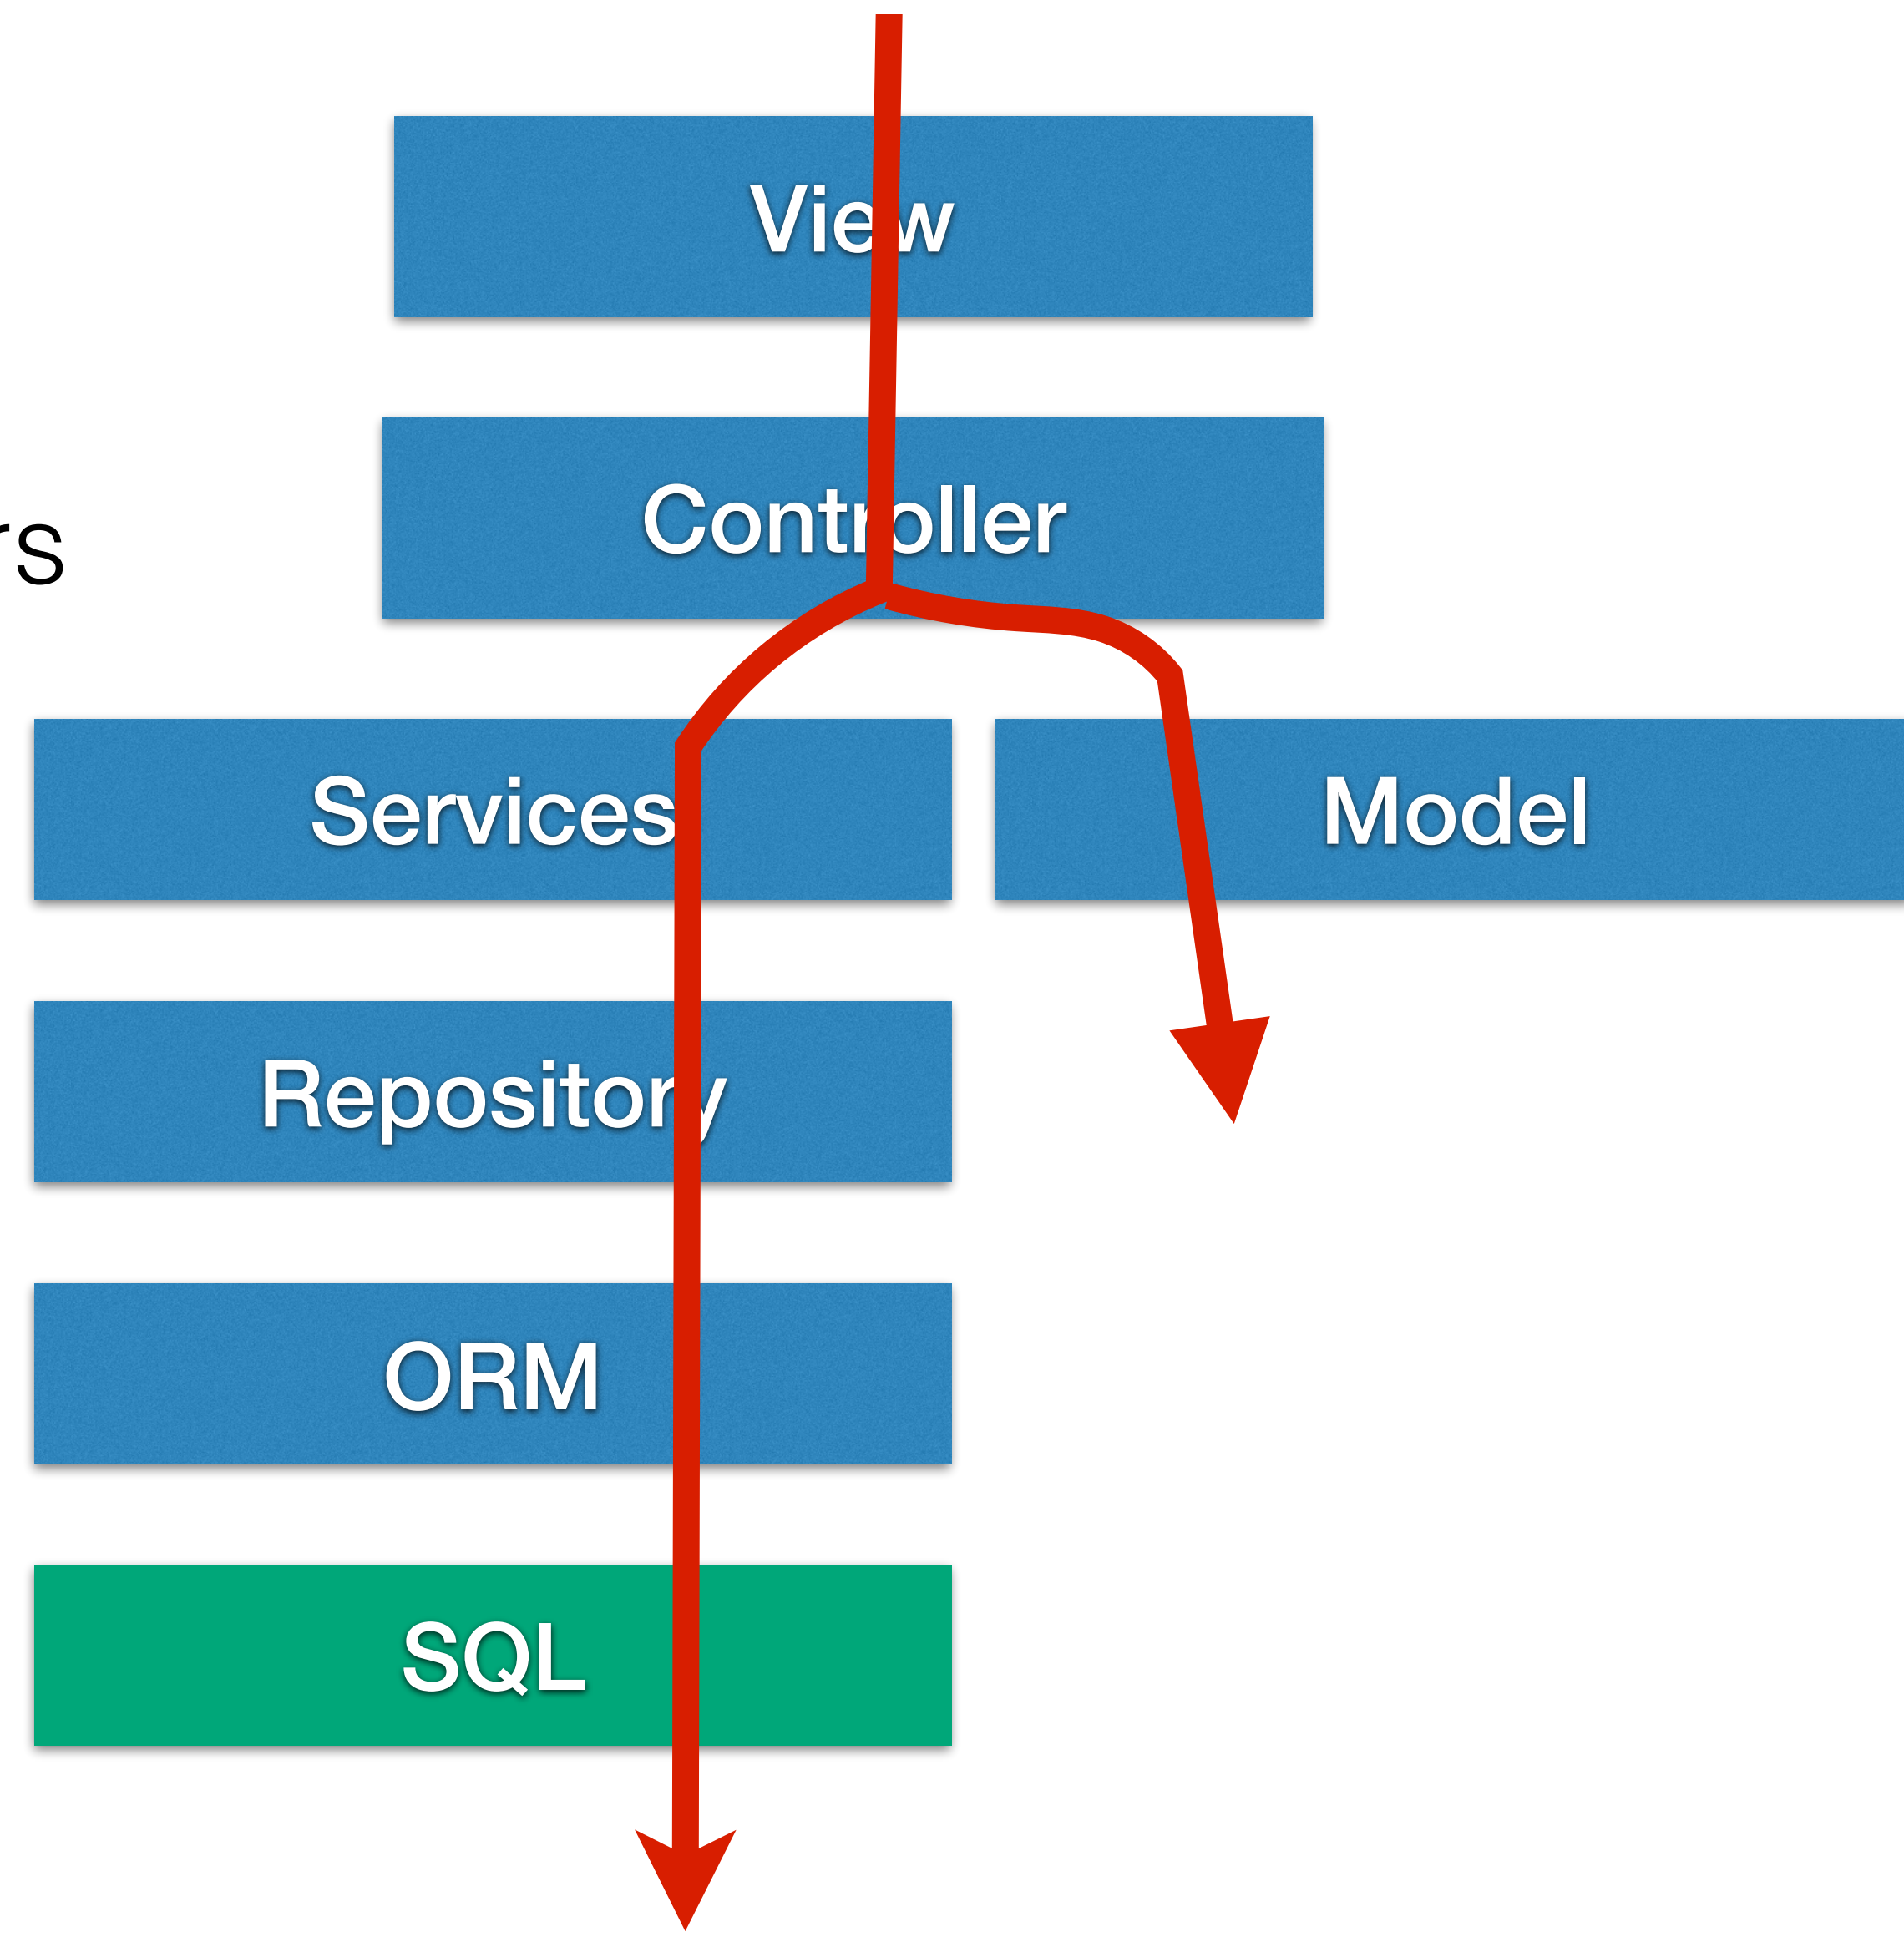 View
Controller
rs
Services
Model
Repository
ORM
SQL